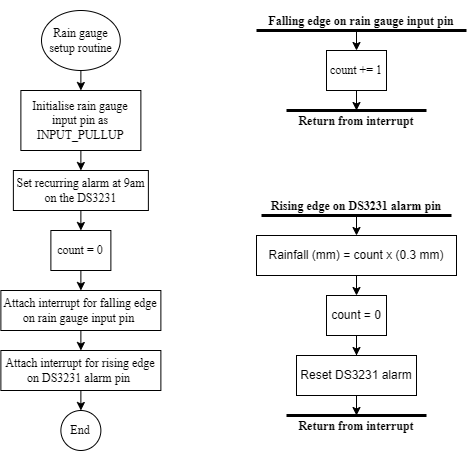 Rain gauge
setup routine
Initialise rain gauge
input pin as
INPUT_PULLUP
Set recurring alarm at 9am
on the DS3231
count = 0
Attach interrupt for falling edge
on rain gauge input pin
Attach interrupt for rising edge
on DS3231 alarm pin
End
Falling edge on rain gauge input pin
count += 1
Return from interrupt
Rising edge on DS3231 alarm pin
Rainfall (mm) = count x (0.3 mm)
count = 0
Reset DS3231 alarm
Return from interrupt